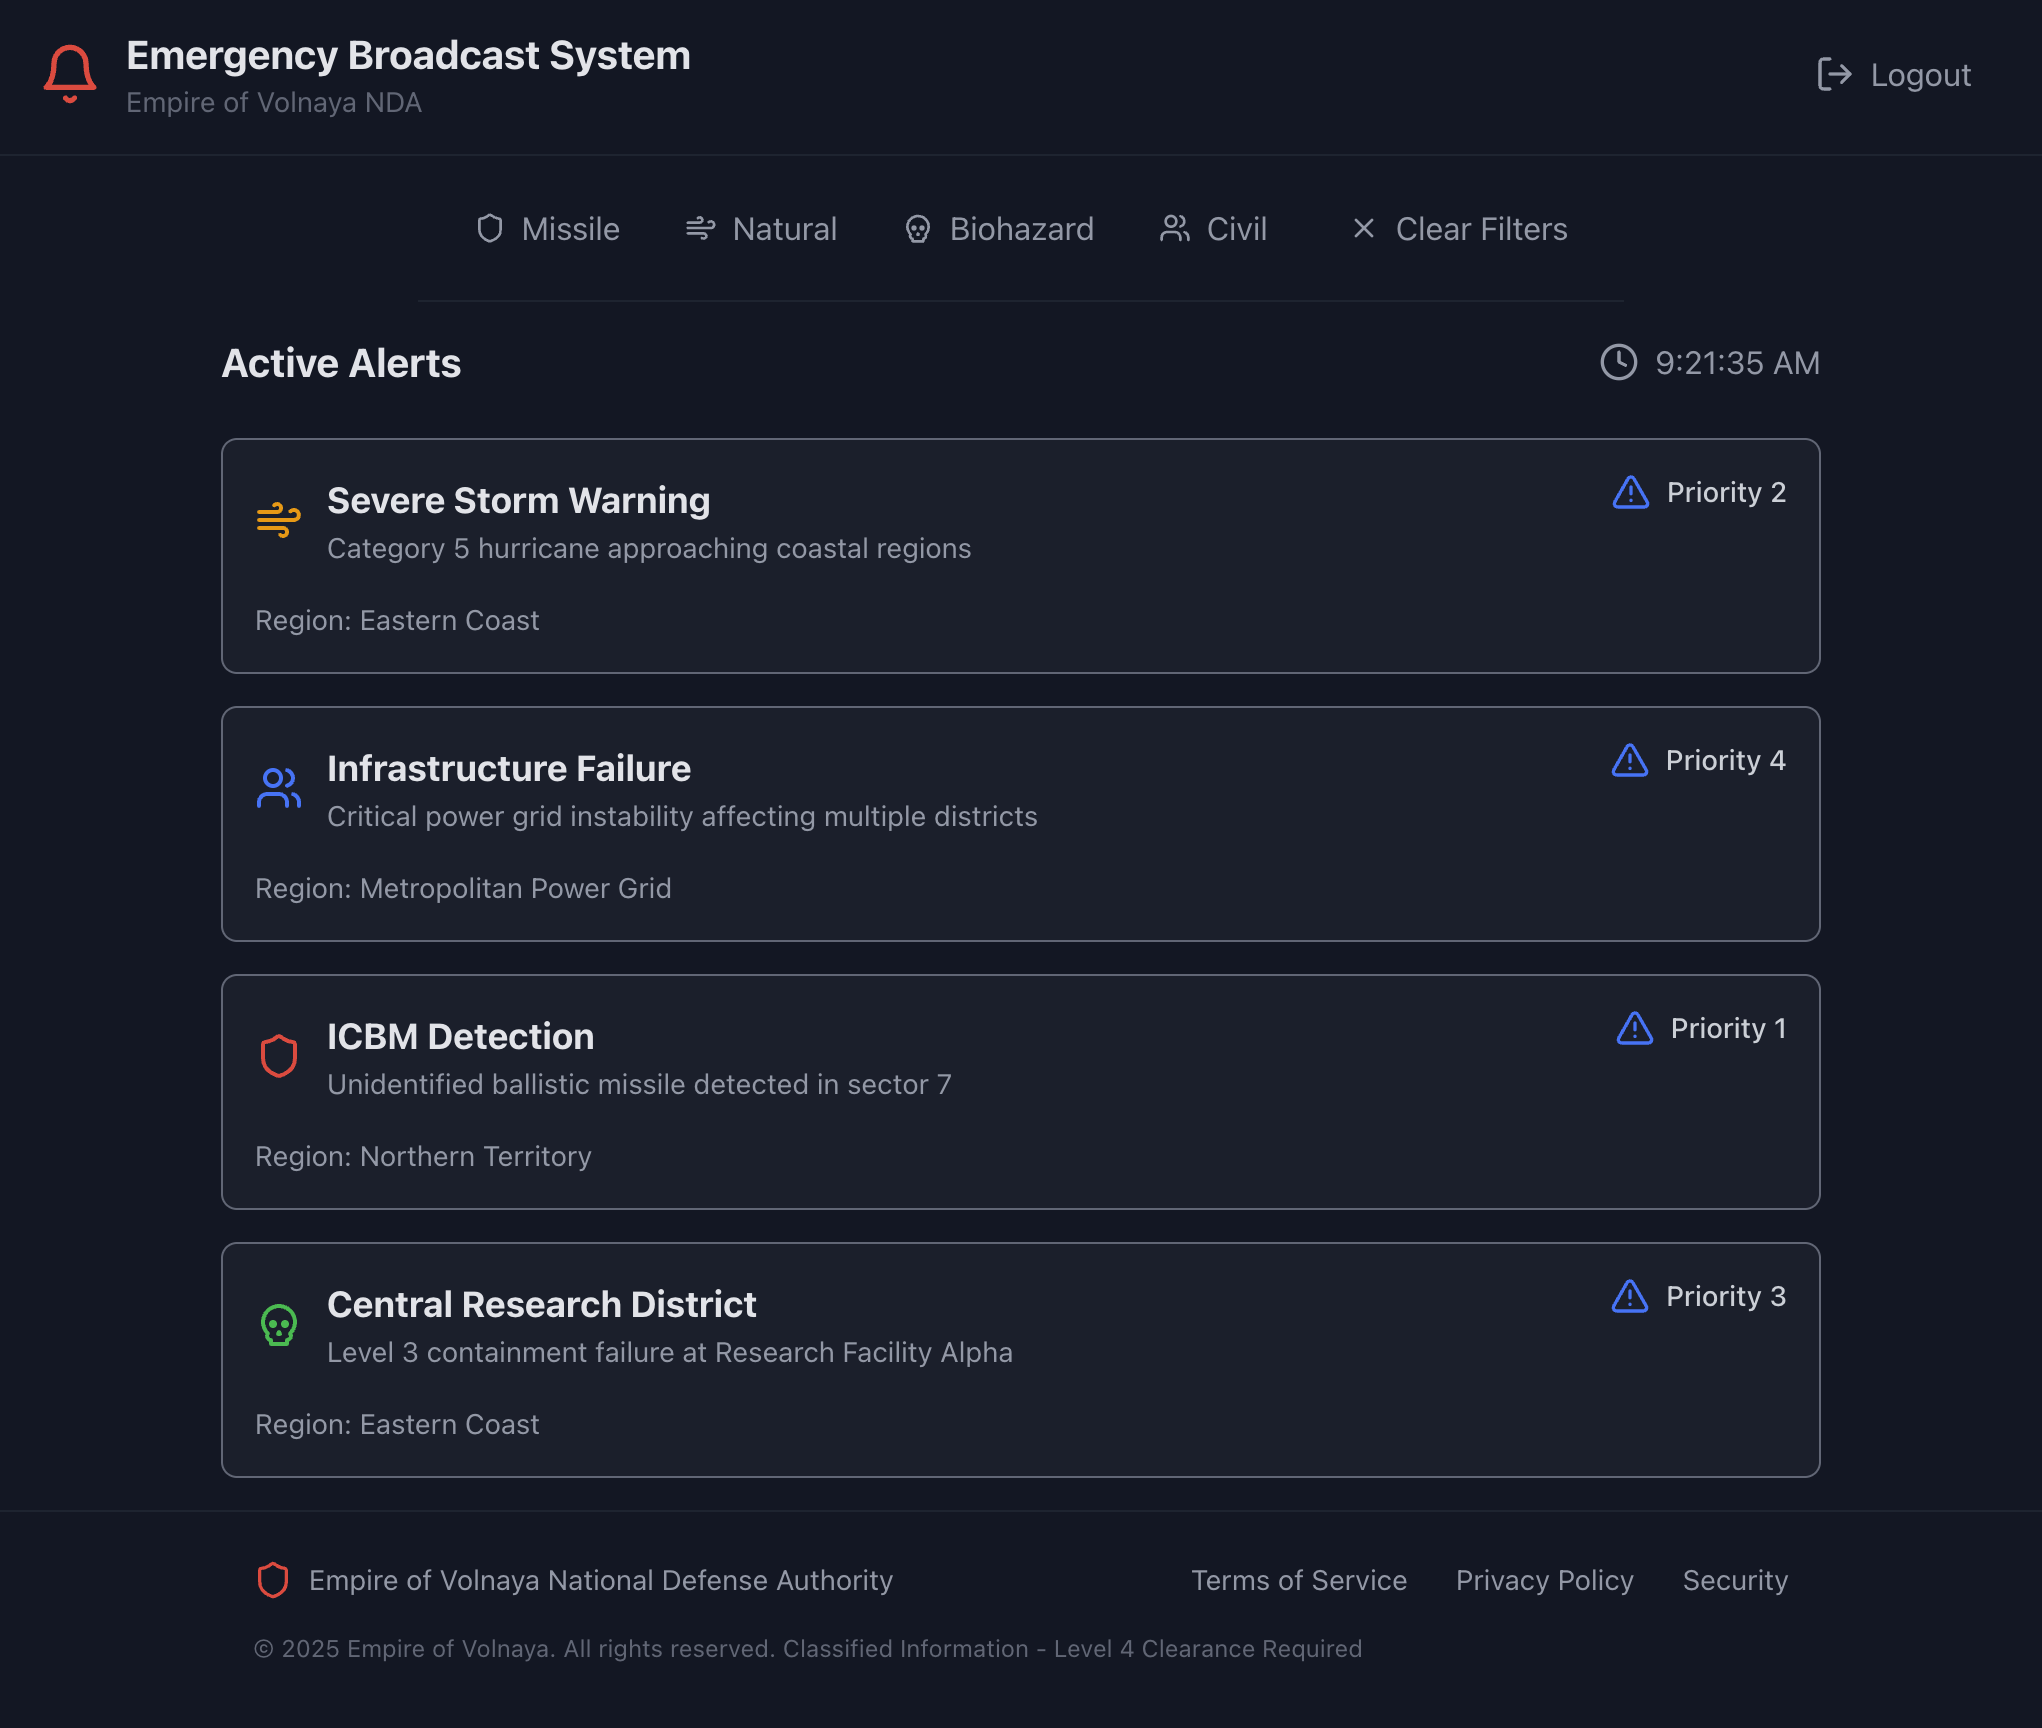 Emergency Broadcast System
Empire of Volnaya NDA
Logout
Missile
Natural
Biohazard
Civil
Clear Filters
Active Alerts
9:21:35 AM
Severe Storm Warning
Priority 2
Category 5 hurricane approaching coastal regions
Region: Eastern Coast
Infrastructure Failure
Priority 4
Critical power grid instability affecting multiple districts
Region: Metropolitan Power Grid
ICBM Detection
Priority 1
Unidentified ballistic missile detected in sector 7
Region: Northern Territory
Central Research District
Priority 3
Level 3 containment failure at Research Facility Alpha
Region: Eastern Coast
Empire of Volnaya National Defense Authority
Terms of Service
Privacy Policy
Security
© 2025 Empire of Volnaya. All rights reserved. Classified Information - Level 4 Clearance Required